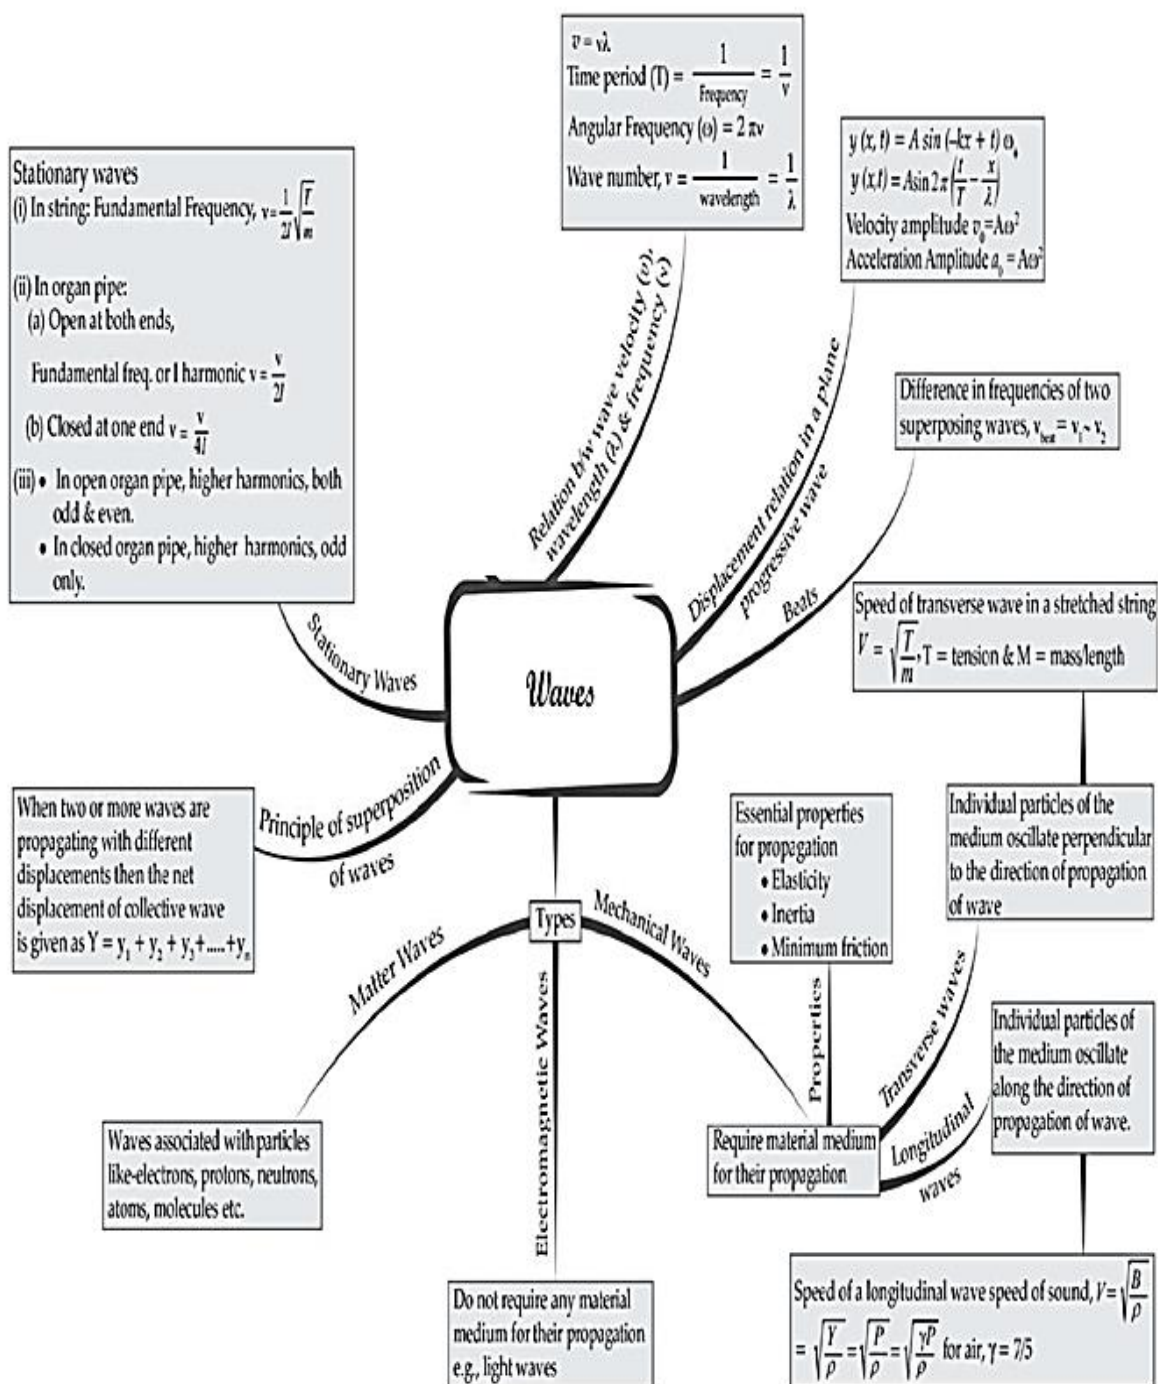 v = νλ
Time period (T) = 1/Frequency = 1/ν
Angular Frequency (ω) = 2 πν
Wave number, ν = 1/wavelength = 1/λ
Relation b/w wave velocity (υ),
wavelength (λ) & frequency (ν)
y (x, t) = A sin (–kx + t) ω
y (x,t) = Asin 2π(t/T − x/λ)
Velocity amplitude v₀=Aω²
Acceleration Amplitude a₀ = Aω²
Displacement relation in a plane
progressive wave
Stationary waves
(i) In string: Fundamental Frequency, ν = 1/2l √(T/m)
(ii) In organ pipe:
(a) Open at both ends,
Fundamental freq. or I harmonic ν = v/2l
(b) Closed at one end ν = v/4l
(iii) • In open organ pipe, higher harmonics, both
odd & even.
• In closed organ pipe, higher harmonics, odd
only.
Stationary Waves
Difference in frequencies of two
superposing waves, ν_beat = ν₁ ~ ν₂
Beats
Waves
Speed of transverse wave in a stretched string
V = √(T/m), T = tension & M = mass/length
When two or more waves are
propagating with different
displacements then the net
displacement of collective wave
is given as Y = y₁ + y₂ + y₃+.....+yₙ
Principle of superposition
of waves
Types
Mechanical Waves
Matter Waves
Electromagnetic Waves
Essential properties
for propagation
• Elasticity
• Inertia
• Minimum friction
Properties
Individual particles of the
medium oscillate perpendicular
to the direction of propagation
of wave
Transverse waves
Individual particles of
the medium oscillate
along the direction of
propagation of wave.
Longitudinal
waves
Require material medium
for their propagation
Waves associated with particles
like-electrons, protons, neutrons,
atoms, molecules etc.
Do not require any material
medium for their propagation
e.g., light waves
Speed of a longitudinal wave speed of sound, V = √(B/ρ)
= √(Y/ρ) = √(P/ρ) = √(γP/ρ) for air, γ = 7/5